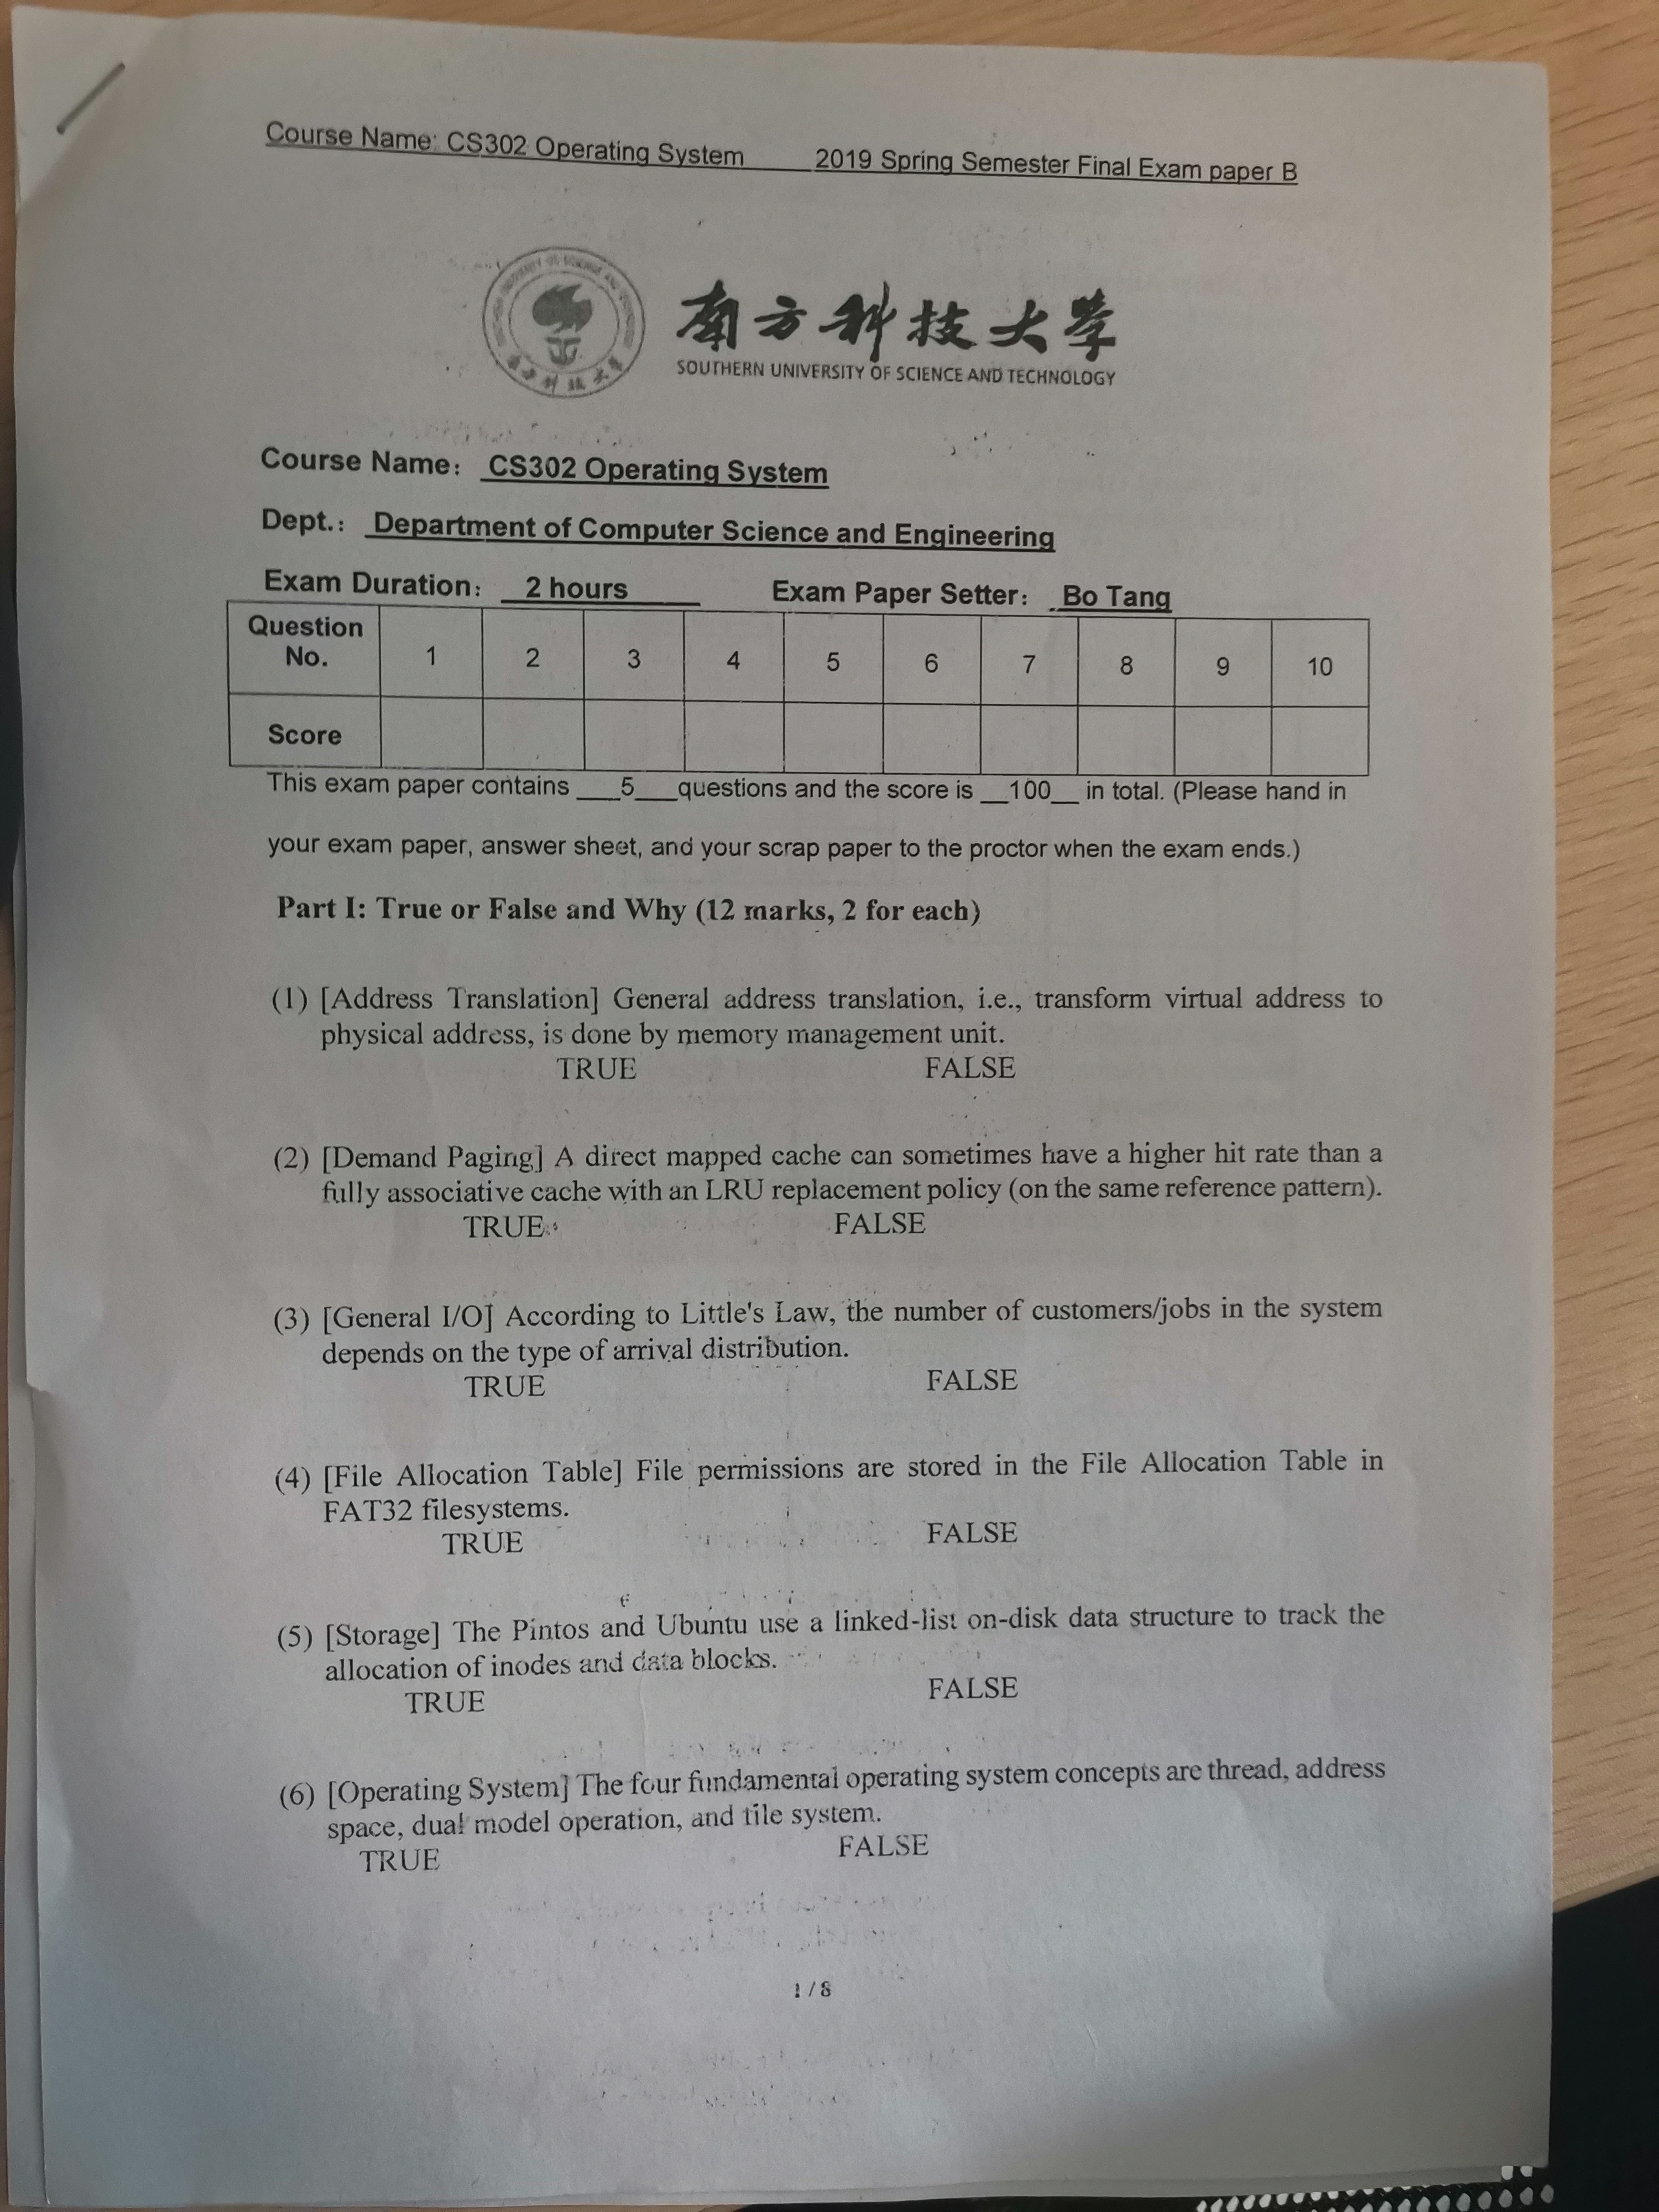 Course Name: CS302 Operating System 2019 Spring Semester Final Exam paper B
南方科技大学
SOUTHERN UNIVERSITY OF SCIENCE AND TECHNOLOGY
Course Name: CS302 Operating System
Dept.: Department of Computer Science and Engineering
Exam Duration: 2 hours Exam Paper Setter: Bo Tang
Question No. 1 2 3 4 5 6 7 8 9 10
Score
This exam paper contains ___5___questions and the score is __100__ in total. (Please hand in
your exam paper, answer sheet, and your scrap paper to the proctor when the exam ends.)
Part I: True or False and Why (12 marks, 2 for each)
(1) [Address Translation] General address translation, i.e., transform virtual address to
physical address, is done by memory management unit.
TRUE FALSE
(2) [Demand Paging] A direct mapped cache can sometimes have a higher hit rate than a
fully associative cache with an LRU replacement policy (on the same reference pattern).
TRUE FALSE
(3) [General I/O] According to Little's Law, the number of customers/jobs in the system
depends on the type of arrival distribution.
TRUE FALSE
(4) [File Allocation Table] File permissions are stored in the File Allocation Table in
FAT32 filesystems.
TRUE FALSE
(5) [Storage] The Pintos and Ubuntu use a linked-list on-disk data structure to track the
allocation of inodes and data blocks.
TRUE FALSE
(6) [Operating System] The four fundamental operating system concepts are thread, address
space, dual model operation, and file system.
TRUE FALSE
1 / 8